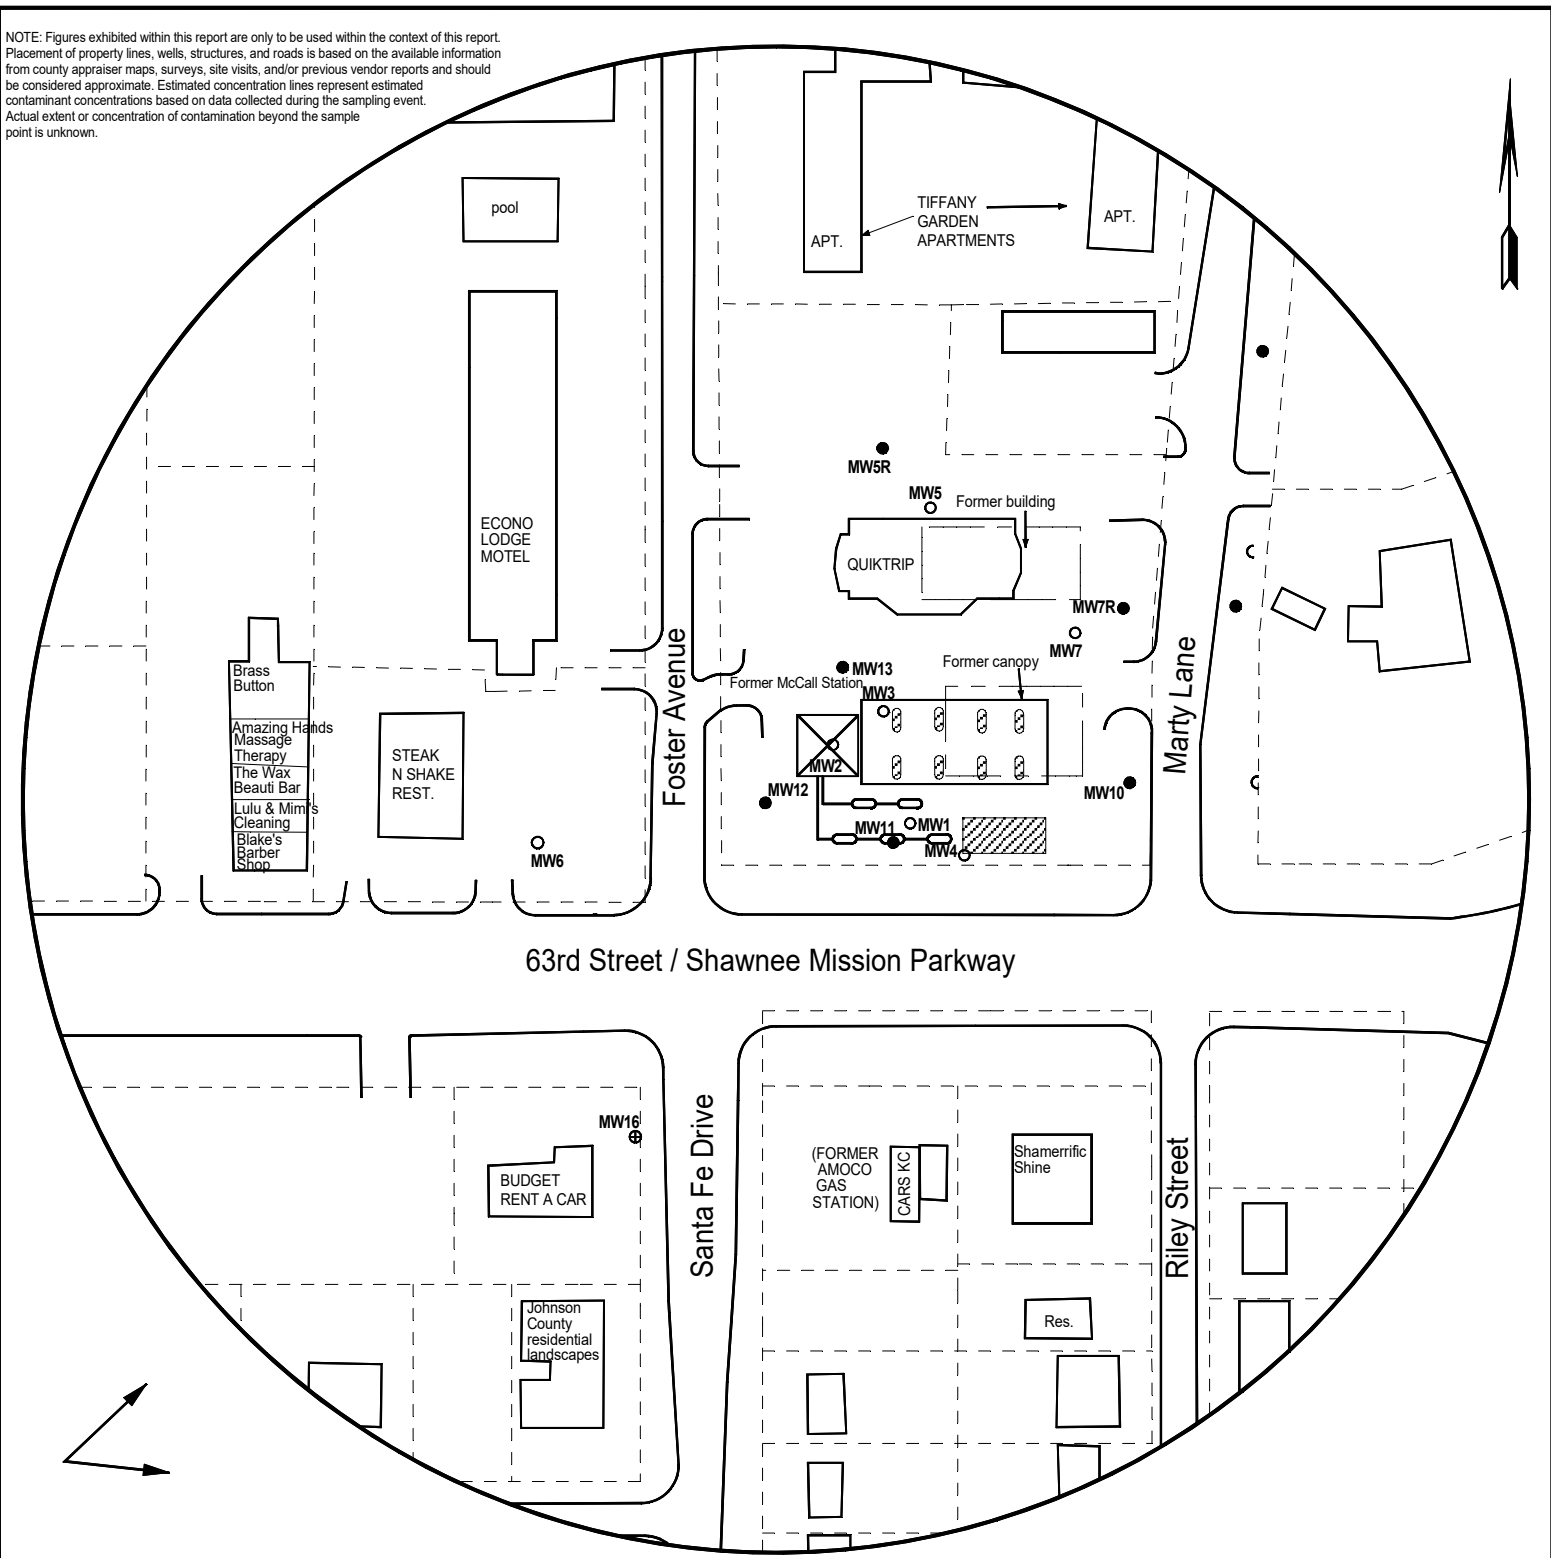 NOTE: Figures exhibited within this report are only to be used within the context of this report.
Placement of property lines, wells, structures, and roads is based on the available information
from county appraiser maps, surveys, site visits, and/or previous vendor reports and should
be considered approximate. Estimated concentration lines represent estimated
contaminant concentrations based on data collected during the sampling event.
Actual extent or concentration of contamination beyond the sample
point is unknown.
pool
TIFFANY
GARDEN
APARTMENTS
APT.
APT.
MW5R
MW5
Former building
ECONO
LODGE
MOTEL
QUIKTRIP
MW7R
MW7
Foster Avenue
Marty Lane
MW13
Former canopy
Former McCall Station
MW3
Brass
Button
Amazing Hands
Massage
Therapy
The Wax
Beauti Bar
Lulu & Mimi's
Cleaning
Blake's
Barber
Shop
STEAK
N SHAKE
REST.
MW2
MW12
MW10
MW11
MW1
MW4
MW6
63rd Street / Shawnee Mission Parkway
MW16
BUDGET
RENT A CAR
Santa Fe Drive
(FORMER
AMOCO
GAS
STATION)
CARS KC
Shamerrific
Shine
Riley Street
Johnson
County
residential
landscapes
Res.